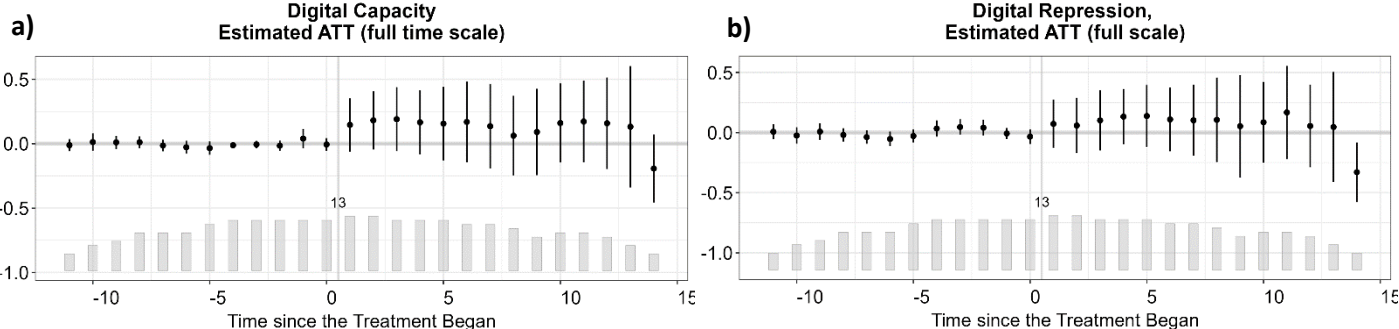 a)
Digital Capacity
Estimated ATT (full time scale)
0.5
0.0
-0.5
-1.0
13
-10 -5 0 5 10 15
Time since the Treatment Began
b)
Digital Repression,
Estimated ATT (full scale)
0.5
0.0
-0.5
-1.0
13
-10 -5 0 5 10 15
Time since the Treatment Began